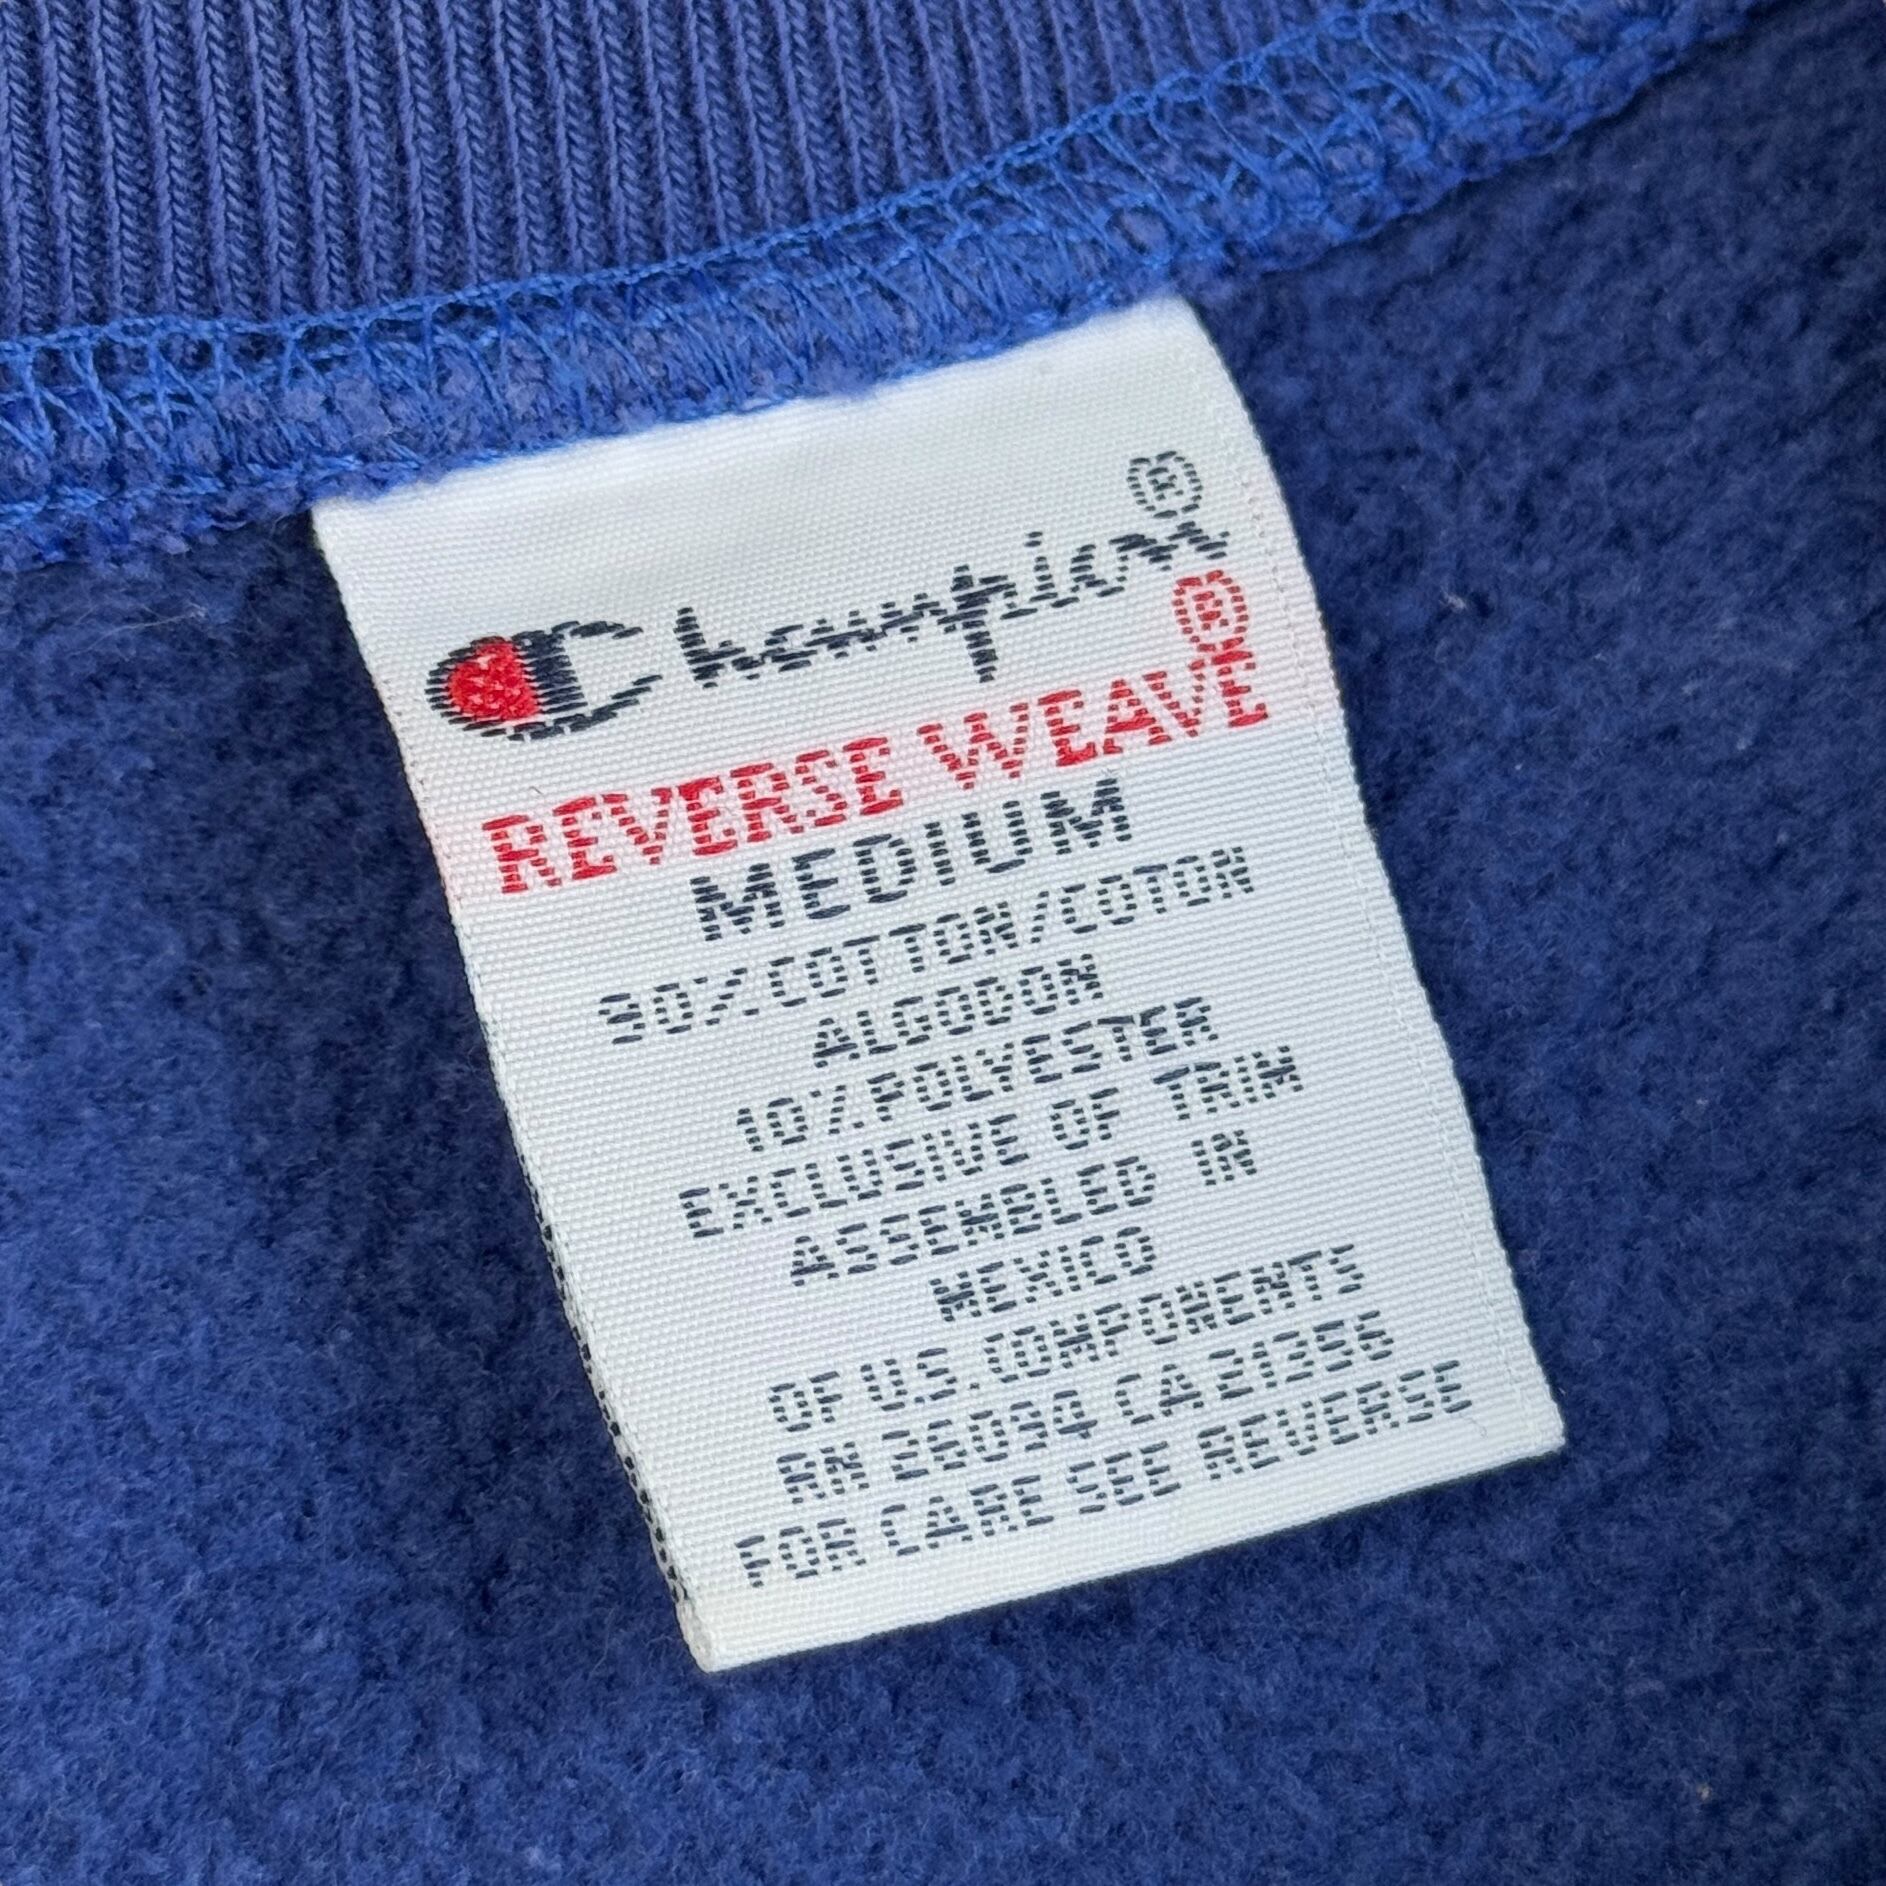 Champion®
REVERSE WEAVE®
MEDIUM
90% COTTON/COTON
ALGODON
10% POLYESTER
EXCLUSIVE OF TRIM
ASSEMBLED IN
MEXICO
OF U.S. COMPONENTS
RN 26094 CA 21356
FOR CARE SEE REVERSE